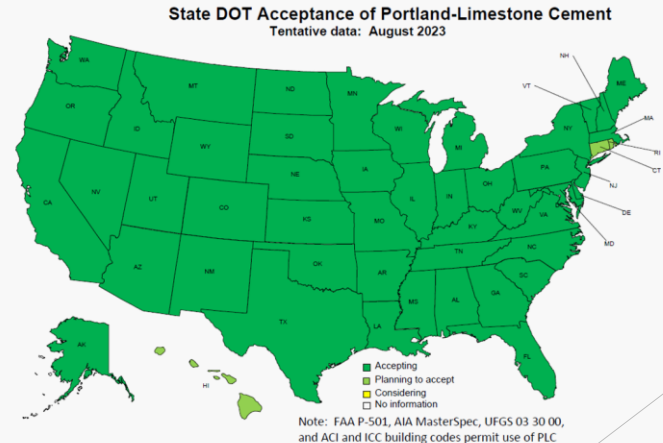 State DOT Acceptance of Portland-Limestone Cement
Tentative data: August 2023
NH
WA
VT
ME
MT
ND
MN
OR
MA
ID
WI
NY
SD
MI
WY
RI
IA
PA
CT
NE
NJ
NV
OH
IL
IN
UT
CA
CO
WV
VA
DE
KS
MO
KY
MD
NC
TN
OK
AZ
NM
AR
SC
MS
AL
GA
TX
LA
AK
FL
HI
Accepting
Planning to accept
Considering
No information
Note: FAA P-501, AIA MasterSpec, UFGS 03 30 00,
and ACI and ICC building codes permit use of PLC